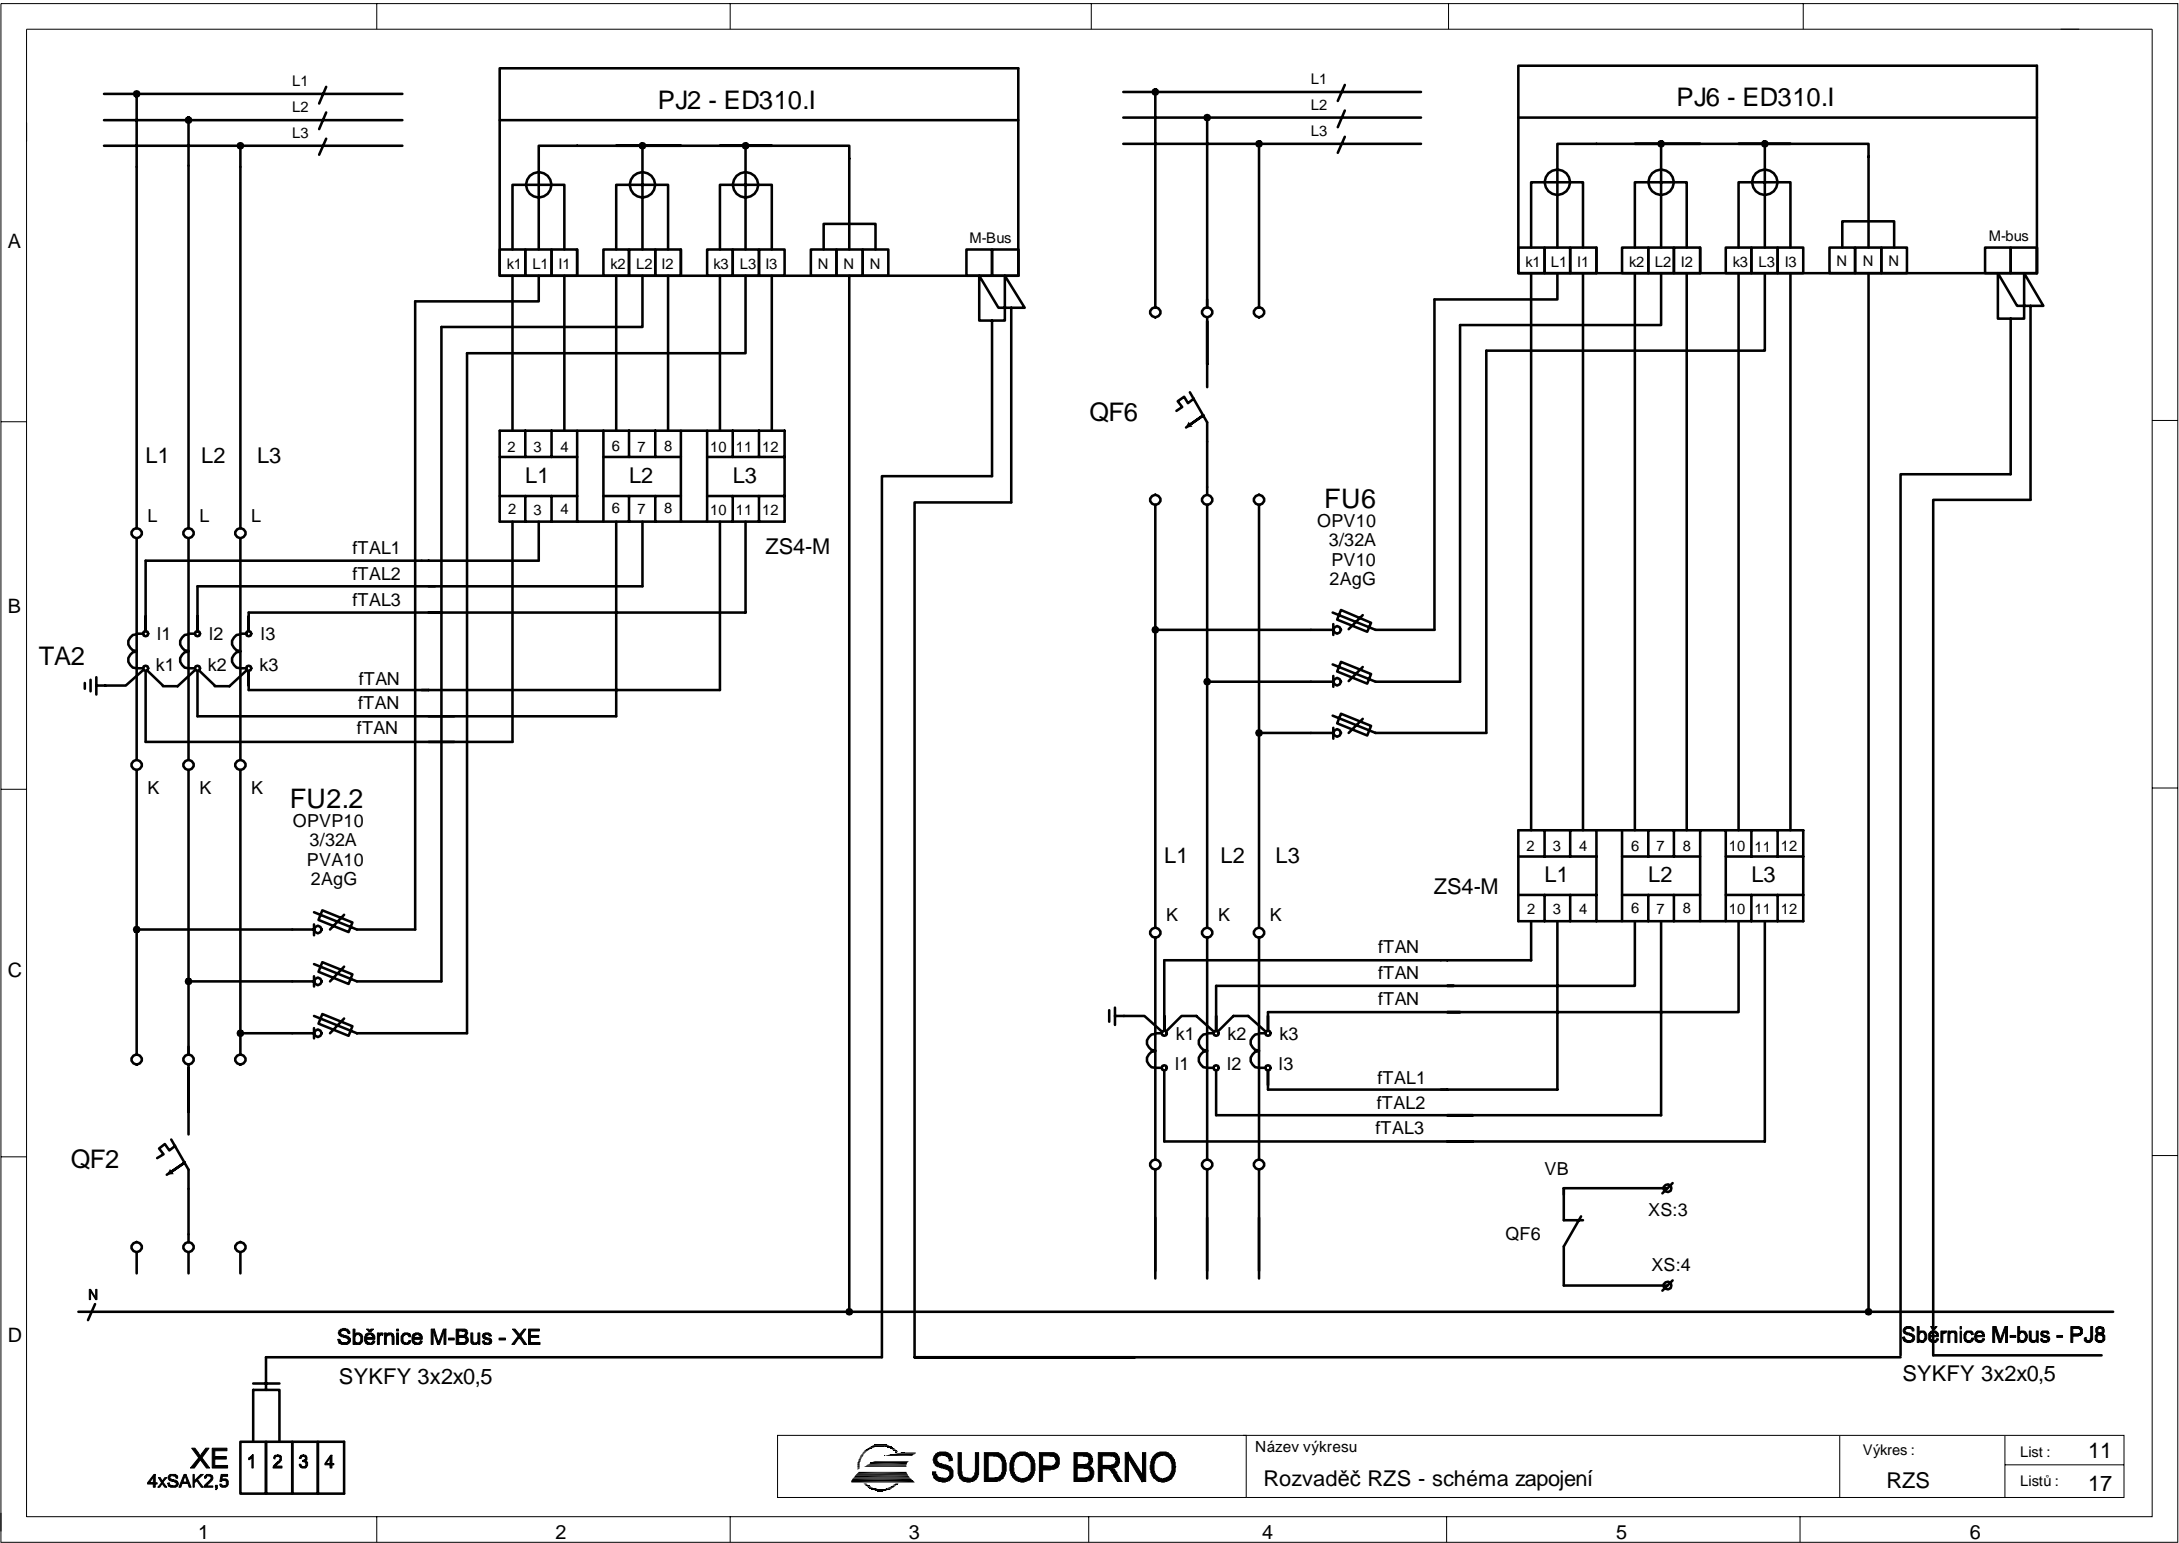 L1
L2
L3
PJ2 - ED310.I
M-Bus
k1 L1 l1 k2 L2 l2 k3 L3 l3 N N N
L1 L2 L3
2 3 4 6 7 8 10 11 12
L1 L2 L3
2 3 4 6 7 8 10 11 12
ZS4-M
L L L
fTAL1
fTAL2
fTAL3
TA2
l1 l2 l3
k1 k2 k3
fTAN
fTAN
fTAN
K K K
FU2.2
OPVP10
3/32A
PVA10
2AgG
QF2
N
Sběrnice M-Bus - XE
SYKFY 3x2x0,5
XE
4xSAK2,5
1 2 3 4
L1
L2
L3
PJ6 - ED310.I
M-bus
k1 L1 l1 k2 L2 l2 k3 L3 l3 N N N
QF6
FU6
OPV10
3/32A
PV10
2AgG
L1 L2 L3
2 3 4 6 7 8 10 11 12
L1 L2 L3
2 3 4 6 7 8 10 11 12
ZS4-M
K K K
fTAN
fTAN
fTAN
k1 k2 k3
l1 l2 l3
fTAL1
fTAL2
fTAL3
VB
XS:3
QF6
XS:4
Sběrnice M-bus - PJ8
SYKFY 3x2x0,5
SUDOP BRNO
Název výkresu
Rozvaděč RZS - schéma zapojení
Výkres :
RZS
List : 11
Listů : 17
A
B
C
D
1 2 3 4 5 6